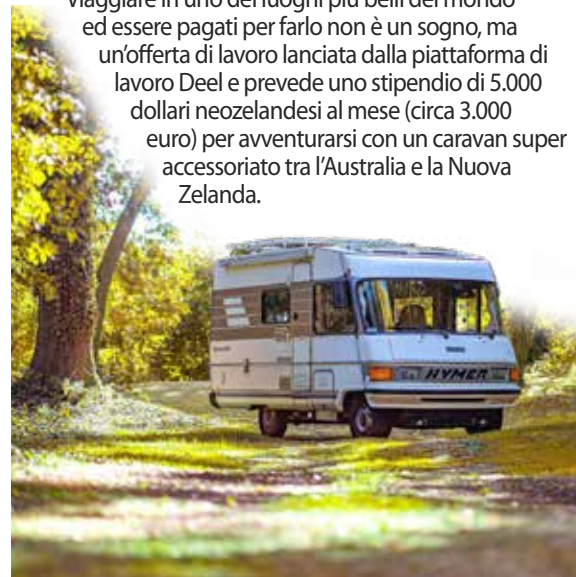 viaggiare in uno dei luoghi più belli del mondo
ed essere pagati per farlo non è un sogno, ma
un'offerta di lavoro lanciata dalla piattaforma di
lavoro Deel e prevede uno stipendio di 5.000
dollari neozelandesi al mese (circa 3.000
euro) per avventurarsi con un caravan super
accessoriato tra l'Australia e la Nuova
Zelanda.
HYMER